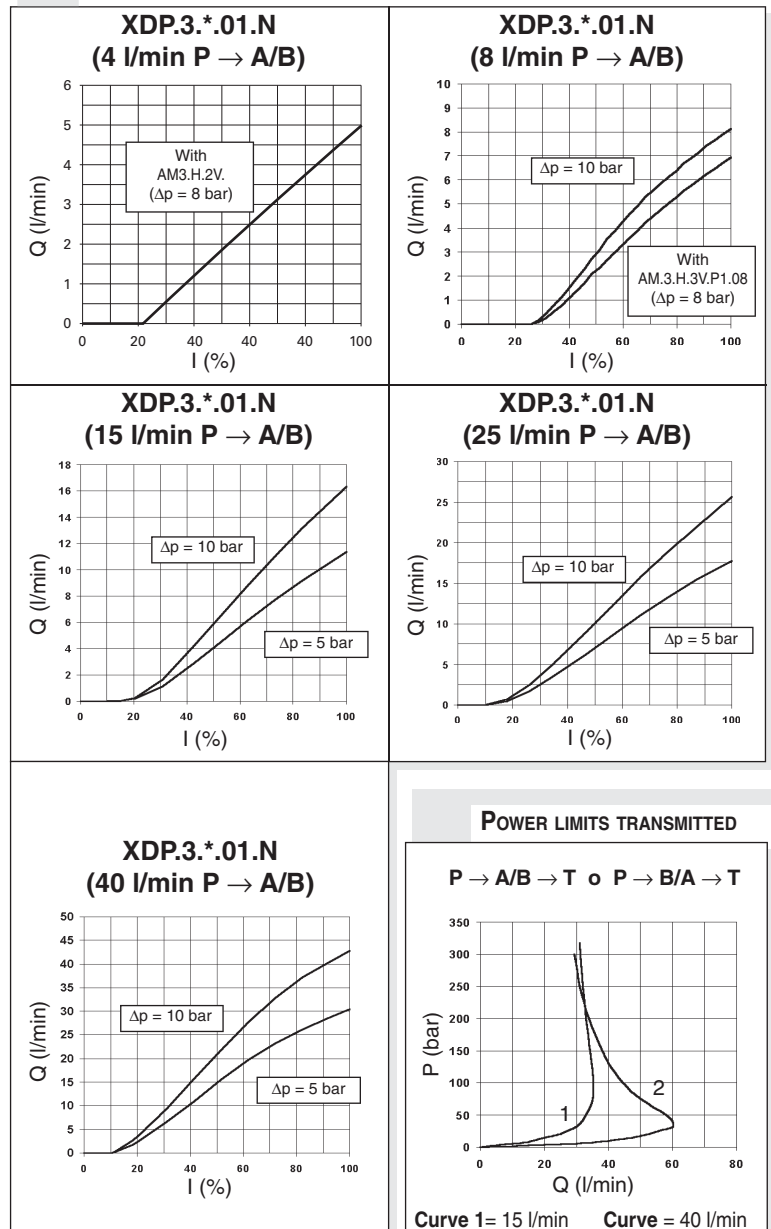 XDP.3.*.01.N
(4 l/min P → A/B)
6
5
4
3
2
1
0
Q (l/min)
With
AM3.H.2V.
(Δp = 8 bar)
0 20 40 40 40 100
I (%)
XDP.3.*.01.N
(8 l/min P → A/B)
10
9
8
7
6
5
4
3
2
1
0
Q (l/min)
Δp = 10 bar
With
AM.3.H.3V.P1.08
(Δp = 8 bar)
0 20 40 60 80 100
I (%)
XDP.3.*.01.N
(15 l/min P → A/B)
18
16
14
12
10
8
6
4
2
0
Q (l/min)
Δp = 10 bar
Δp = 5 bar
0 20 40 60 80 100
I (%)
XDP.3.*.01.N
(25 l/min P → A/B)
30
25
20
15
10
5
0
Q (l/min)
Δp = 10 bar
Δp = 5 bar
0 20 40 60 80 100
I (%)
XDP.3.*.01.N
(40 l/min P → A/B)
50
45
40
35
30
25
20
15
10
5
0
Q (l/min)
Δp = 10 bar
Δp = 5 bar
0 20 40 60 80 100
I (%)
POWER LIMITS TRANSMITTED
P → A/B → T o P → B/A → T
350
300
250
200
150
100
50
0
P (bar)
1
2
0 20 40 60 80
Q (l/min)
Curve 1= 15 l/min Curve = 40 l/min